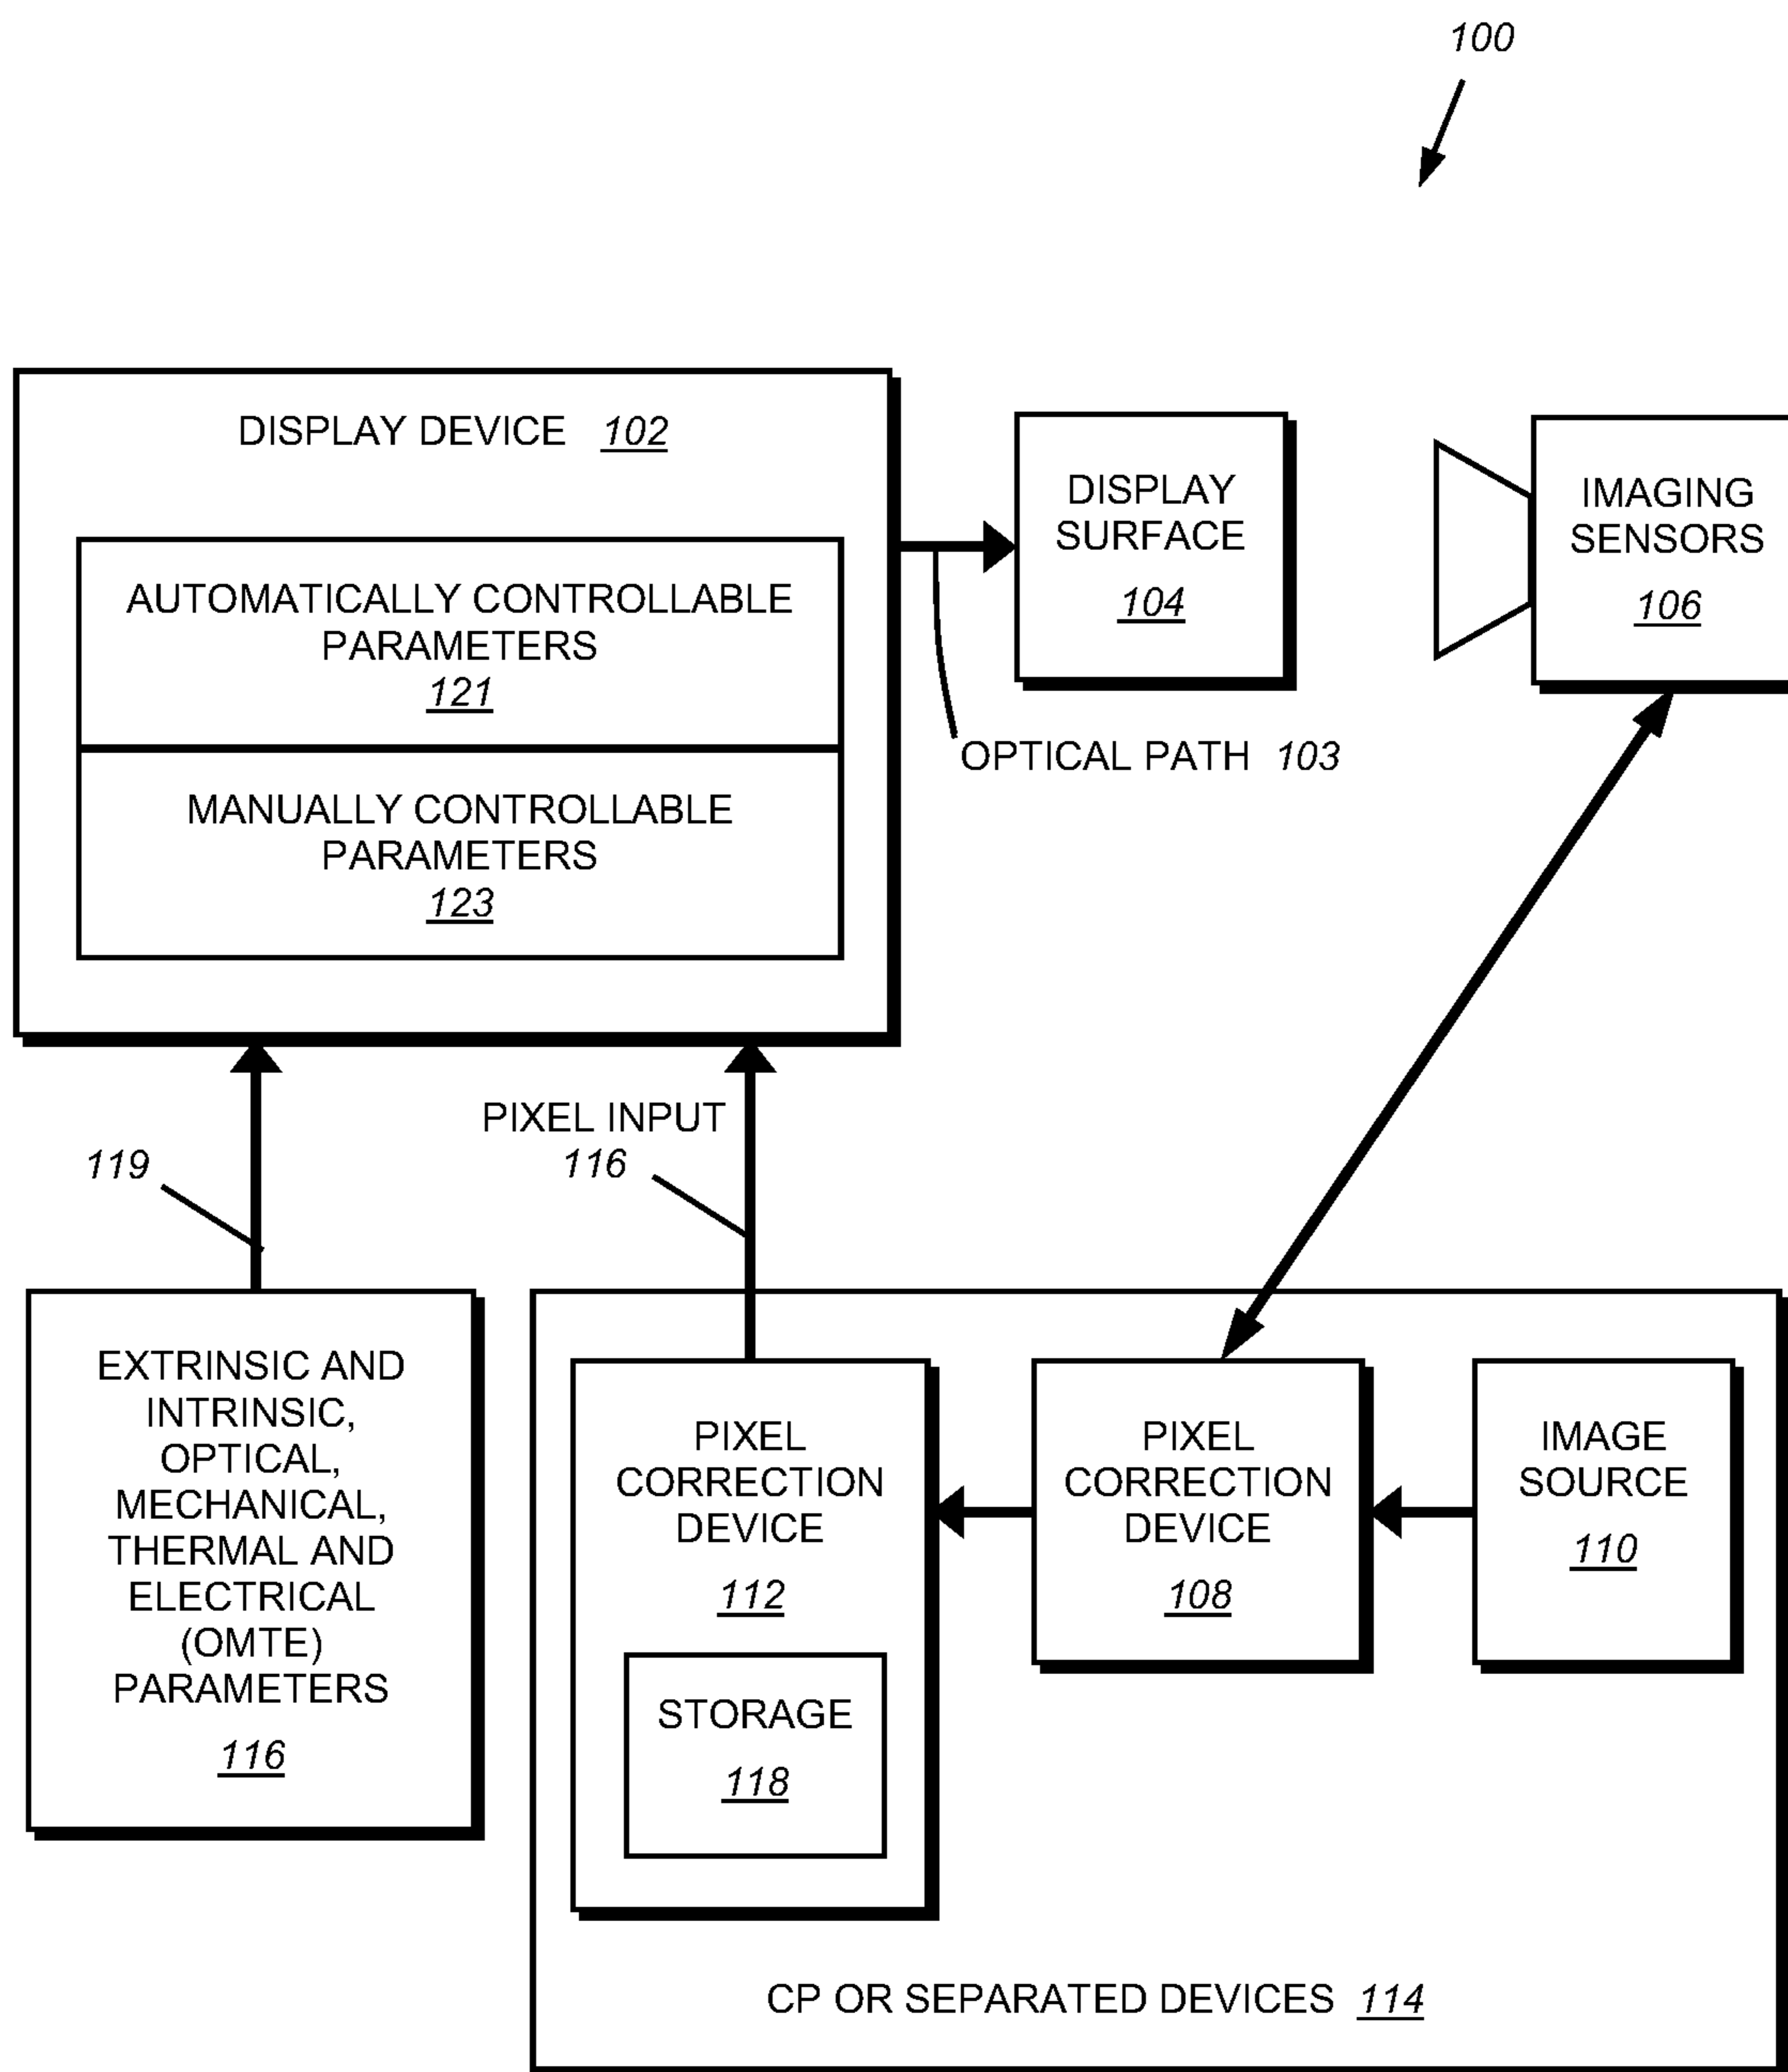 100
DISPLAY DEVICE 102
AUTOMATICALLY CONTROLLABLE
PARAMETERS
121
MANUALLY CONTROLLABLE
PARAMETERS
123
DISPLAY
SURFACE
104
IMAGING
SENSORS
106
OPTICAL PATH 103
119
PIXEL INPUT
116
EXTRINSIC AND
INTRINSIC,
OPTICAL,
MECHANICAL,
THERMAL AND
ELECTRICAL
(OMTE)
PARAMETERS
116
PIXEL
CORRECTION
DEVICE
112
STORAGE
118
PIXEL
CORRECTION
DEVICE
108
IMAGE
SOURCE
110
CP OR SEPARATED DEVICES 114